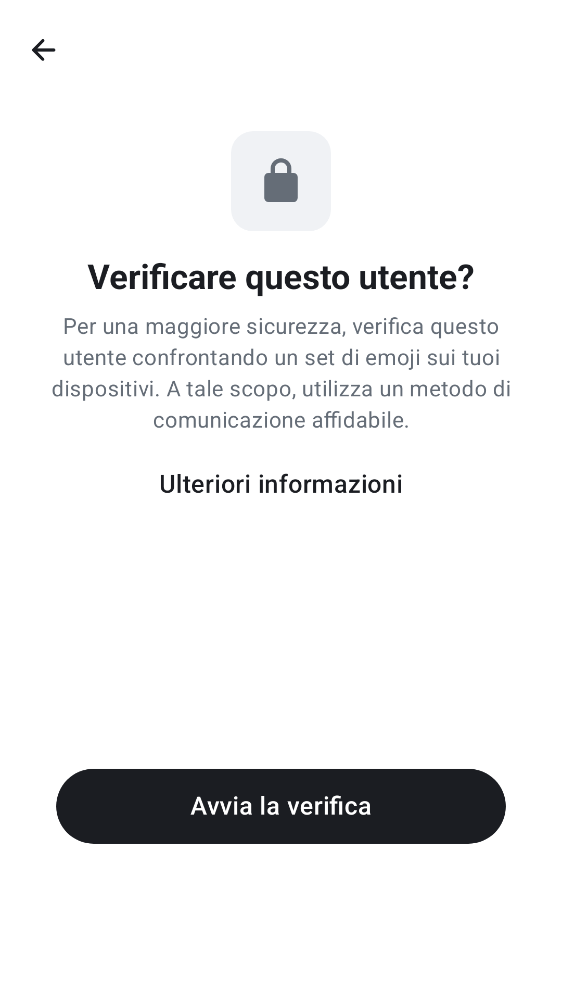 Verificare questo utente?
Per una maggiore sicurezza, verifica questo
utente confrontando un set di emoji sui tuoi
dispositivi. A tale scopo, utilizza un metodo di
comunicazione affidabile.
Ulteriori informazioni
Avvia la verifica